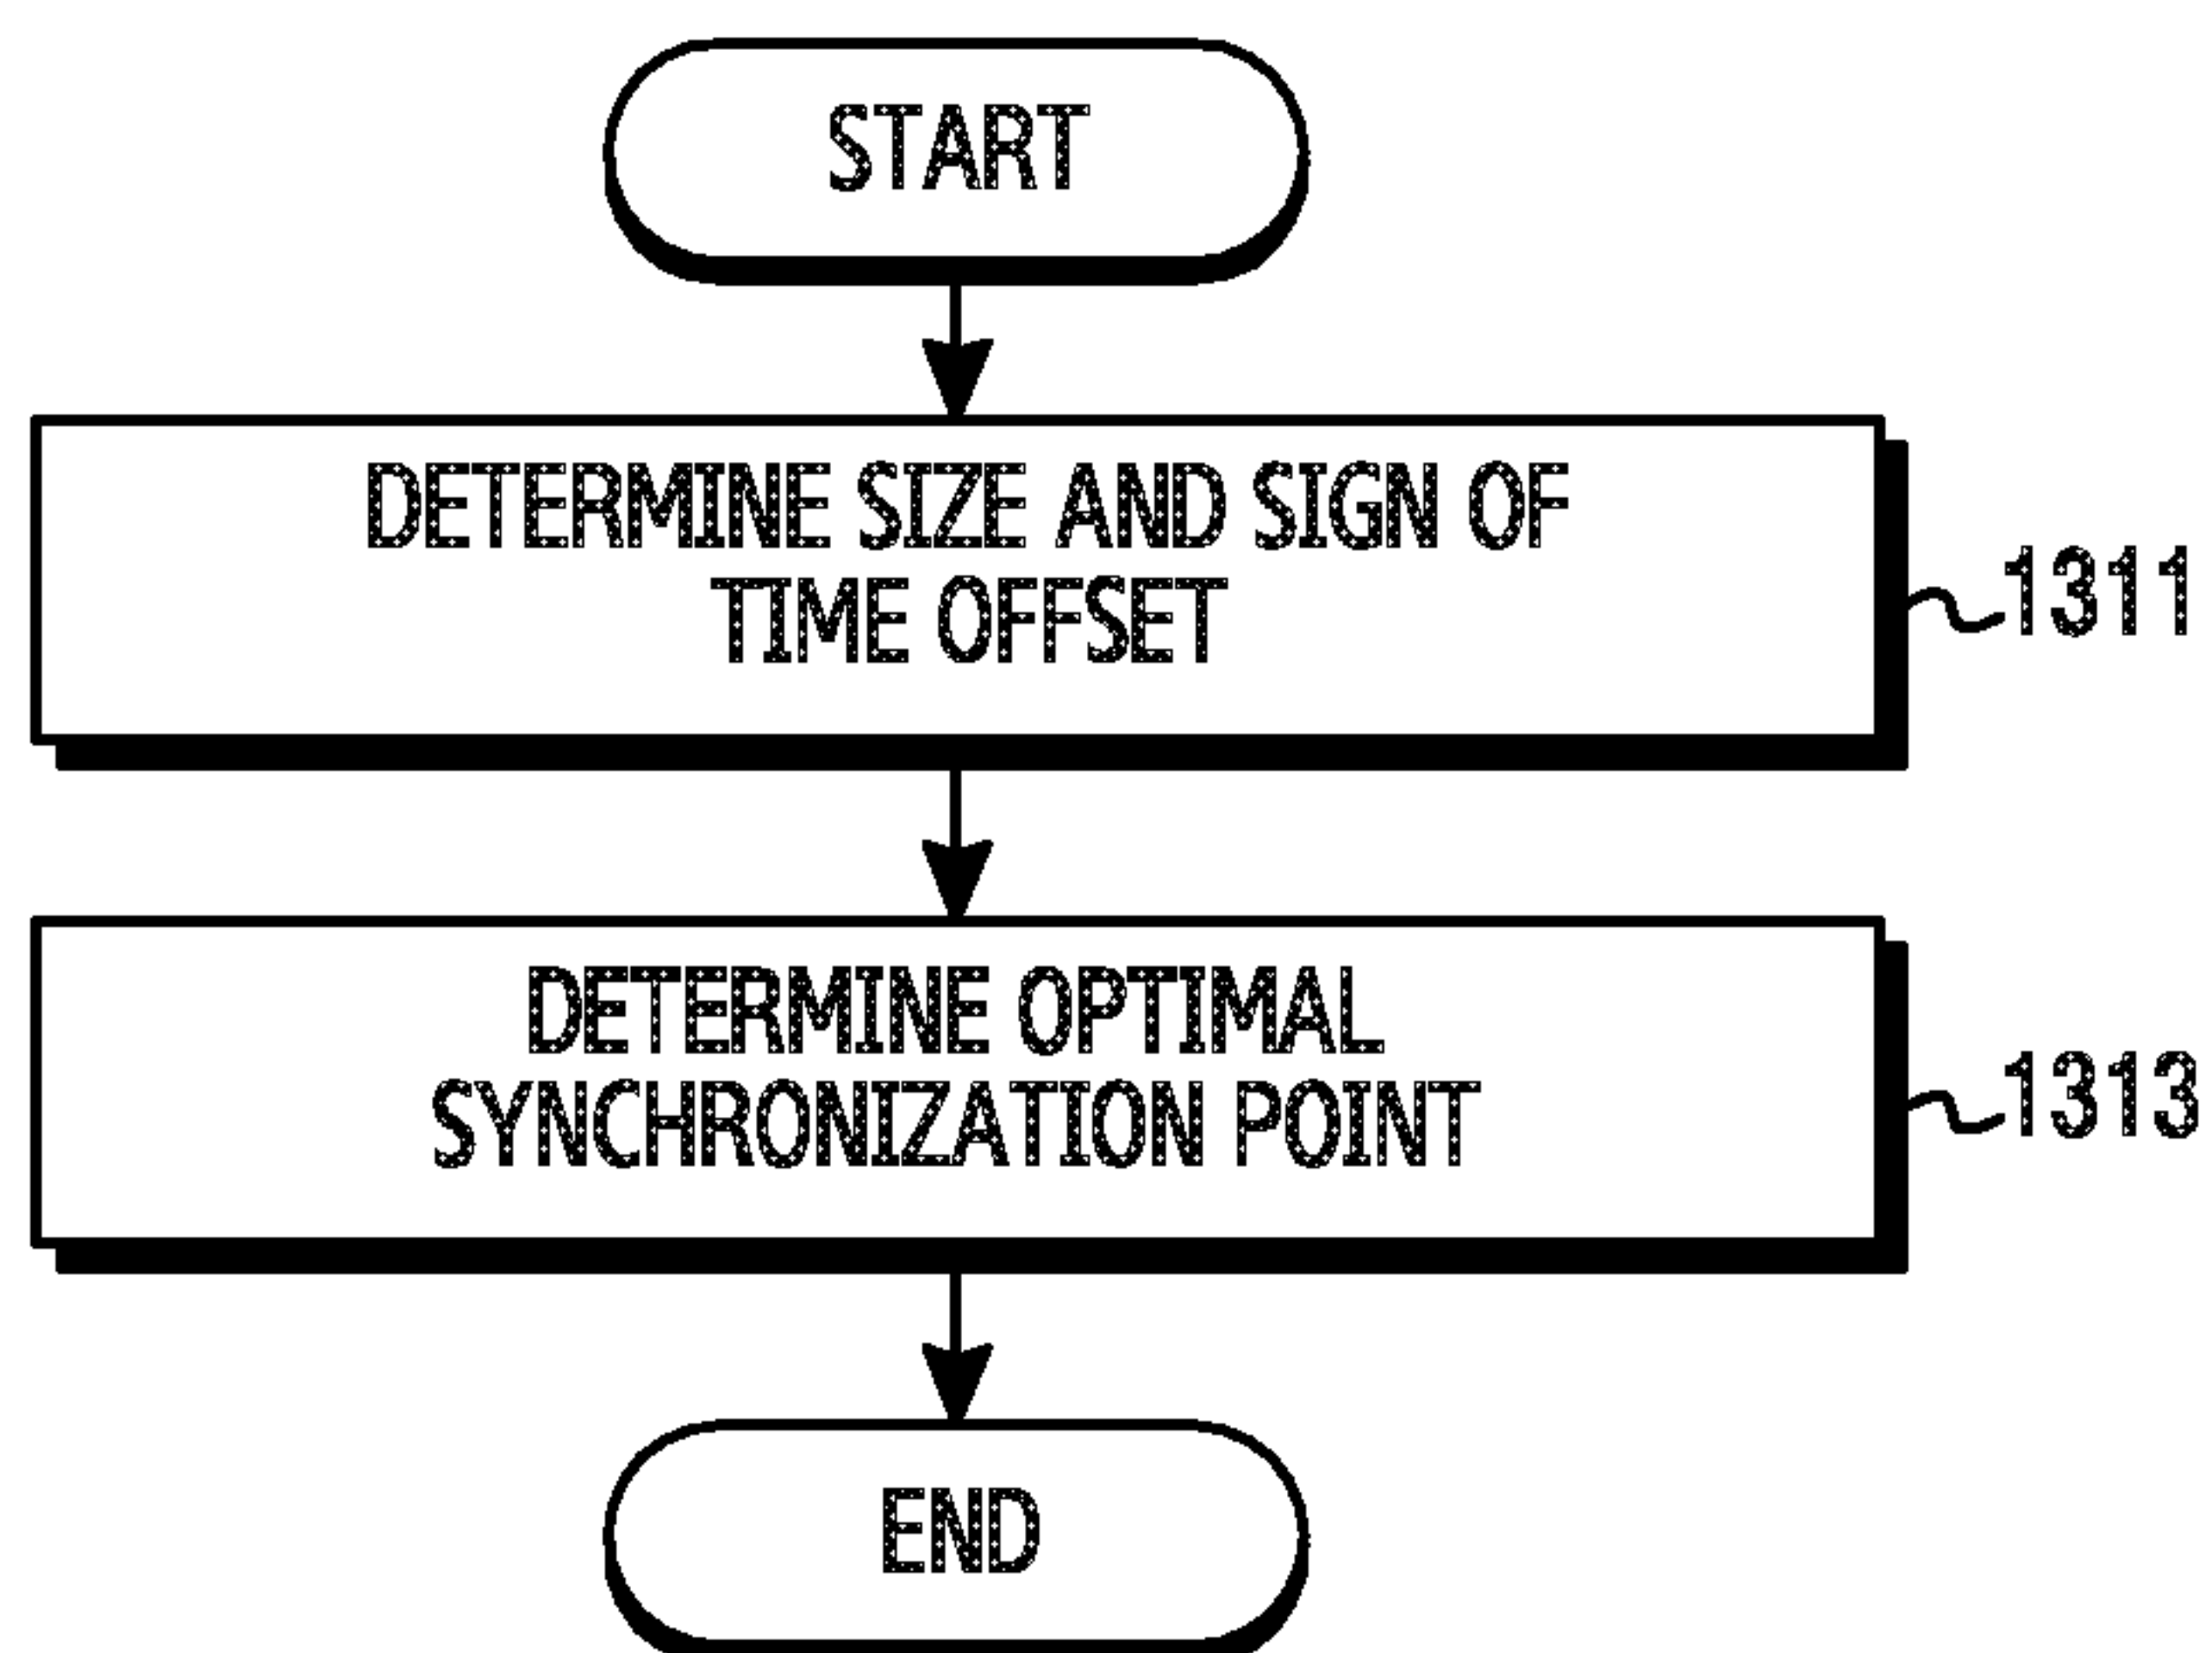 START
DETERMINE SIZE AND SIGN OF
TIME OFFSET
1311
DETERMINE OPTIMAL
SYNCHRONIZATION POINT
1313
END